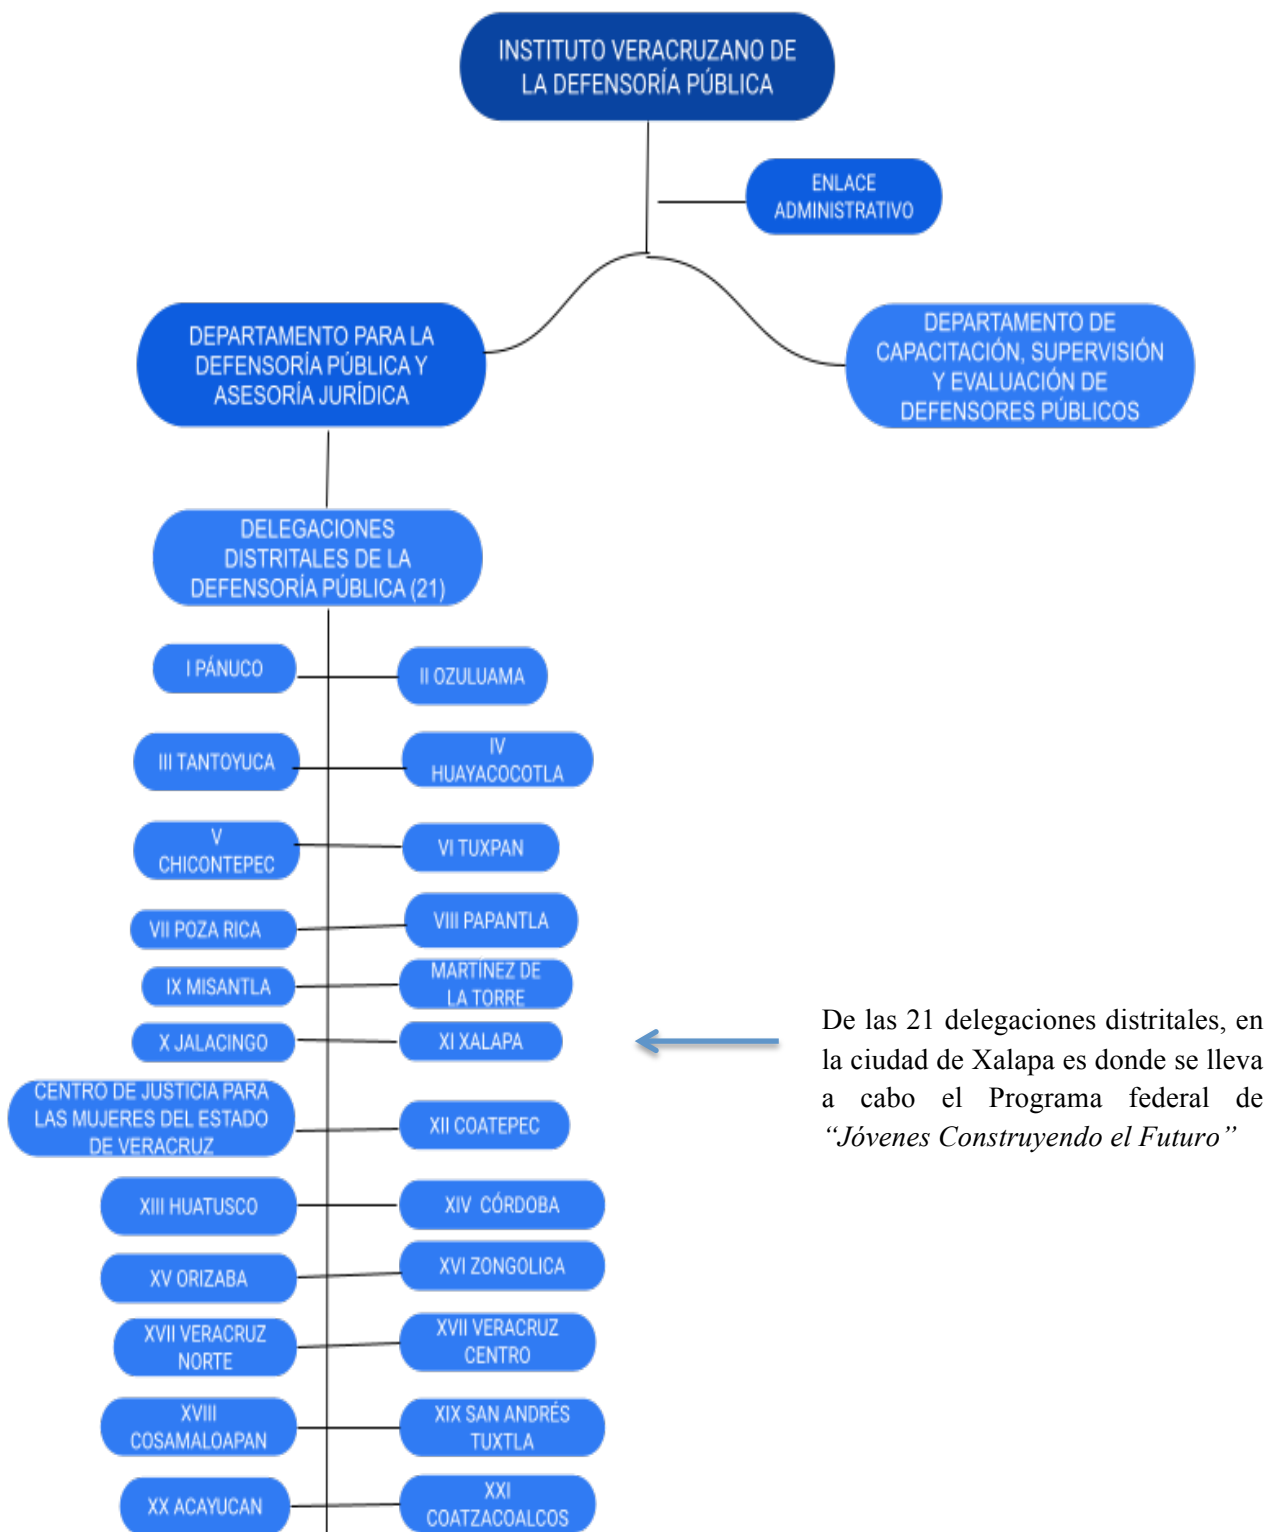 INSTITUTO VERACRUZANO DE
LA DEFENSORÍA PÚBLICA
ENLACE
ADMINISTRATIVO
DEPARTAMENTO PARA LA
DEFENSORÍA PÚBLICA Y
ASESORÍA JURÍDICA
DEPARTAMENTO DE
CAPACITACIÓN, SUPERVISIÓN
Y EVALUACIÓN DE
DEFENSORES PÚBLICOS
DELEGACIONES
DISTRITALES DE LA
DEFENSORÍA PÚBLICA (21)
I PÁNUCO
II OZULUAMA
III TANTOYUCA
IV
HUAYACOCOTLA
V
CHICONTEPEC
VI TUXPAN
VII POZA RICA
VIII PAPANTLA
IX MISANTLA
MARTÍNEZ DE
LA TORRE
X JALACINGO
XI XALAPA
De las 21 delegaciones distritales, en
la ciudad de Xalapa es donde se lleva
a cabo el Programa federal de
“Jóvenes Construyendo el Futuro”
CENTRO DE JUSTICIA PARA
LAS MUJERES DEL ESTADO
DE VERACRUZ
XII COATEPEC
XIII HUATUSCO
XIV CÓRDOBA
XV ORIZABA
XVI ZONGOLICA
XVII VERACRUZ
NORTE
XVII VERACRUZ
CENTRO
XVIII
COSAMALOAPAN
XIX SAN ANDRÉS
TUXTLA
XX ACAYUCAN
XXI
COATZACOALCOS